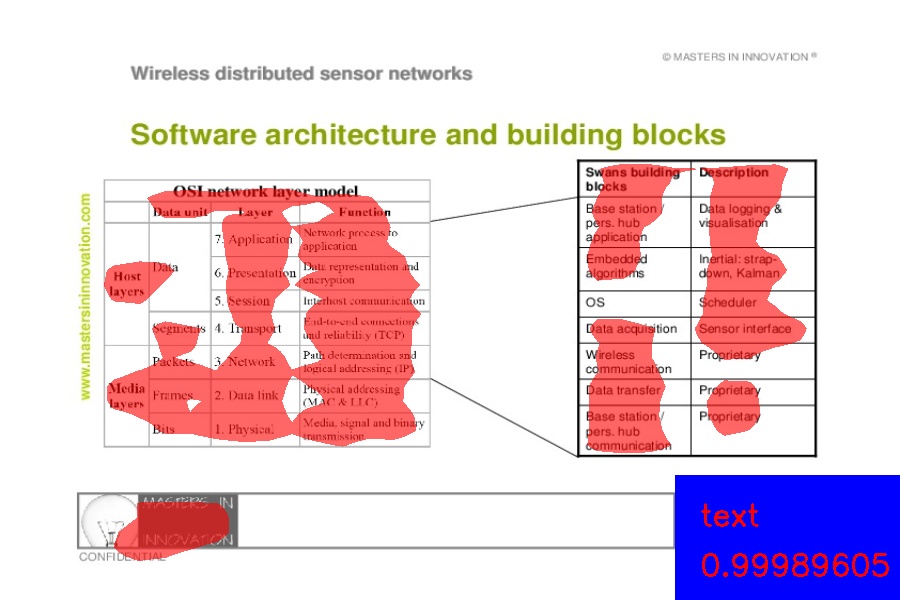 © MASTERS IN INNOVATION ®
Wireless distributed sensor networks
Software architecture and building blocks
www.mastersininnovation.com
OSI network layer model
Data unit Layer Function
Host layers
Data
7. Application Network process to application
6. Presentation Data representation and encryption
5. Session Interhost communication
Segments 4. Transport End-to-end connections and reliability (TCP)
Media layers
Packets 3. Network Path determination and logical addressing (IP)
Frames 2. Data link Physical addressing (MAC & LLC)
Bits 1. Physical Media, signal and binary transmission
Swans building blocks Description
Base station / pers. hub application Data logging & visualisation
Embedded algorithms Inertial: strap-down, Kalman
OS Scheduler
Data acquisition Sensor interface
Wireless communication Proprietary
Data transfer Proprietary
Base station / pers. hub communication Proprietary
MASTERS IN
INNOVATION
CONFIDENTIAL
text
0.99989605